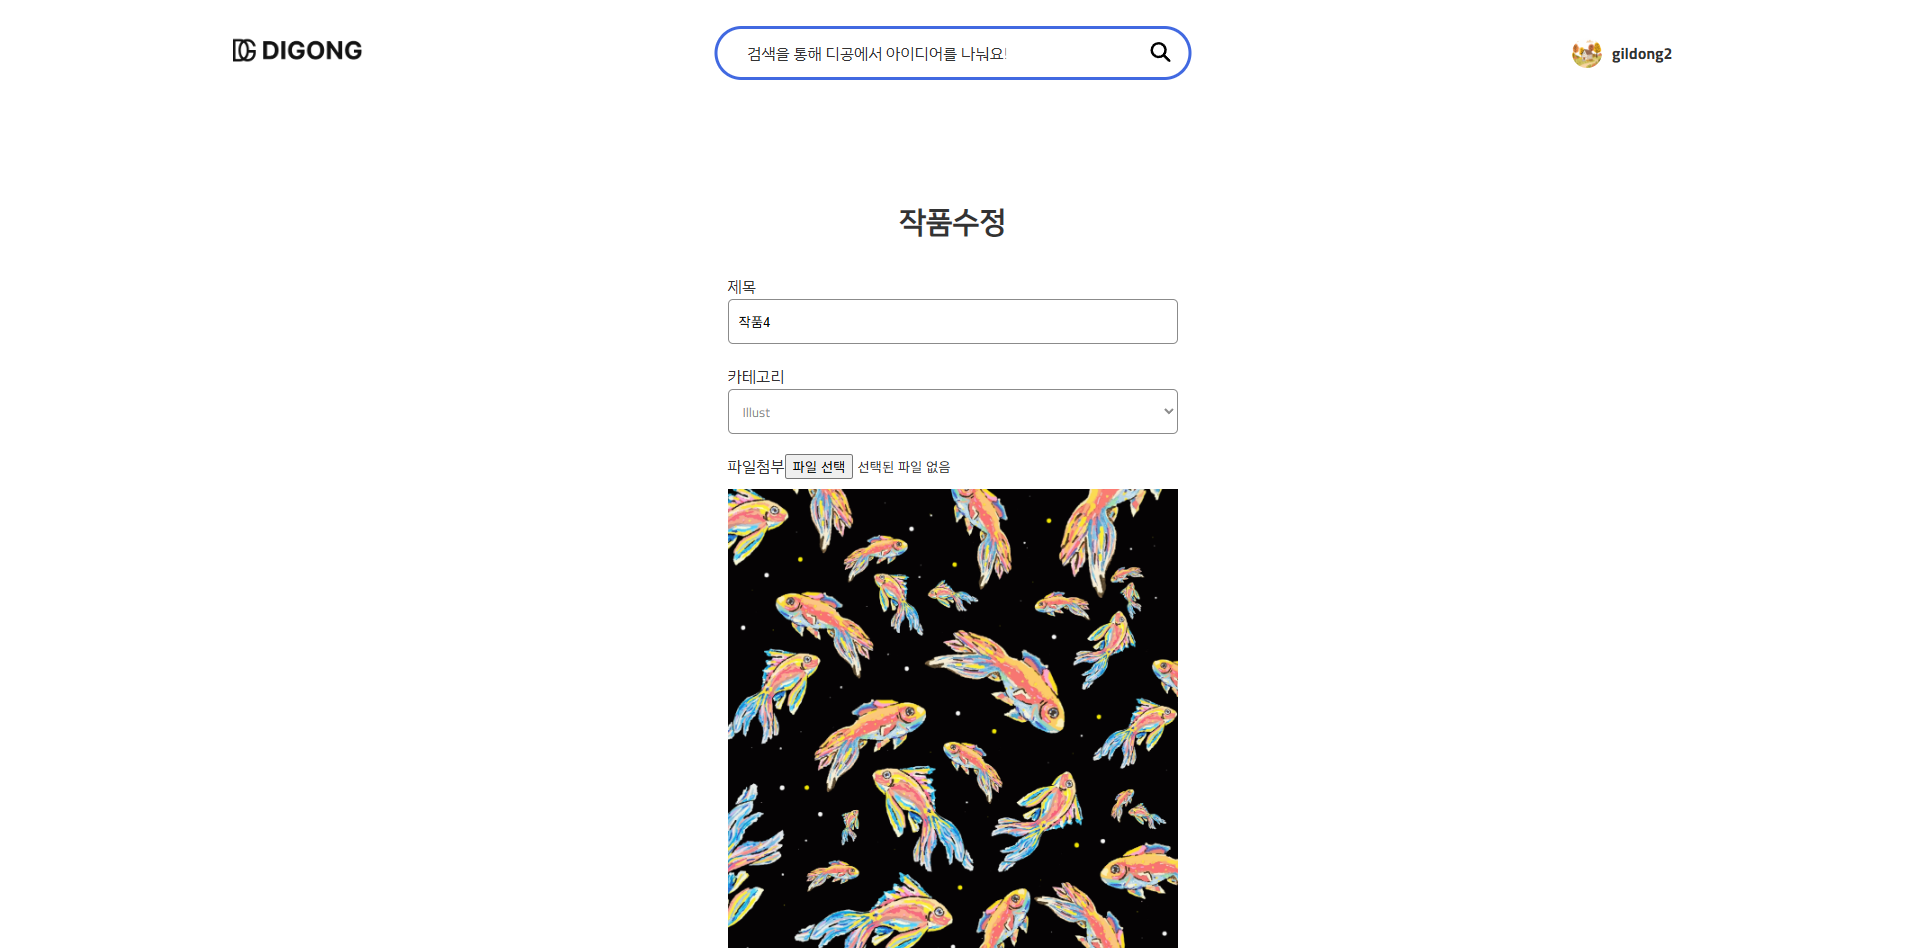 DG DIGONG
검색을 통해 디공에서 아이디어를 나눠요!
gildong2
작품수정
제목
작품4
카테고리
Illust
파일첨부 파일 선택 선택된 파일 없음